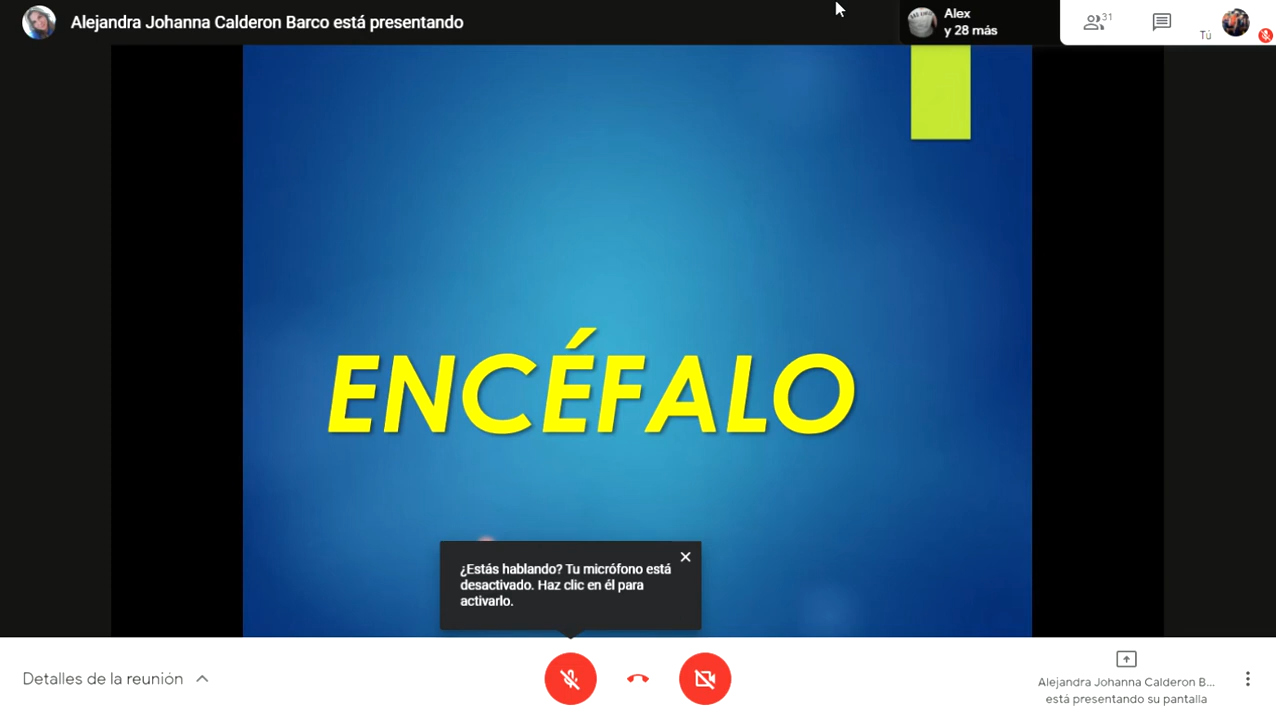 Alejandra Johanna Calderon Barco está presentando
Alex
y 28 más
31
Tú
ENCÉFALO
¿Estás hablando? Tu micrófono está
desactivado. Haz clic en él para
activarlo.
Detalles de la reunión
Alejandra Johanna Calderon B...
está presentando su pantalla